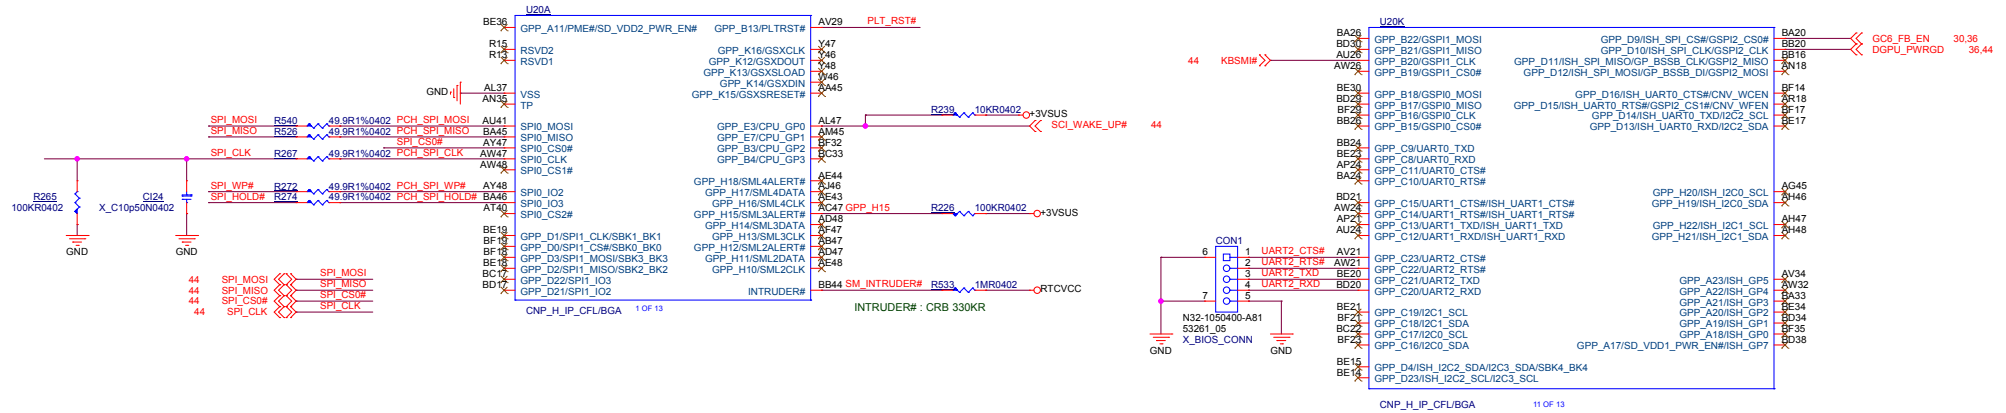 U20A
BE36 GPP_A11/PME#/SD_VDD2_PWR_EN# GPP_B13/PLTRST# AV29 PLT_RST#
R15 RSVD2 GPP_K16/GSXCLK Y47
R13 RSVD1 GPP_K12/GSXDOUT Y46
GPP_K13/GSXSLOAD Y48
GPP_K14/GSXDIN W46
GND AL37 VSS GPP_K15/GSXSRESET# AA45
AN35 TP
R239 10KR0402 +3VSUS
SPI_MOSI R540 49.9R1%0402 PCH_SPI_MOSI AU41 SPI0_MOSI GPP_E3/CPU_GP0 AL47 SCI_WAKE_UP# 44
SPI_MISO R526 49.9R1%0402 PCH_SPI_MISO BA45 SPI0_MISO GPP_E7/CPU_GP1 AM45
SPI_CS0# AY47 SPI0_CS0# GPP_B3/CPU_GP2 BF32
SPI_CLK R267 49.9R1%0402 PCH_SPI_CLK AW47 SPI0_CLK GPP_B4/CPU_GP3 BC33
AW48 SPI0_CS1#
GPP_H18/SML4ALERT# AE44
SPI_WP# R272 49.9R1%0402 PCH_SPI_WP# AY48 SPI0_IO2 GPP_H17/SML4DATA AJ46
SPI_HOLD# R274 49.9R1%0402 PCH_SPI_HOLD# BA46 SPI0_IO3 GPP_H16/SML4CLK AE43
AT40 SPI0_CS2# GPP_H15/SML3ALERT# AC47 GPP_H15 R226 100KR0402 +3VSUS
GPP_H14/SML3DATA AD48
BE19 GPP_D1/SPI1_CLK/SBK1_BK1 GPP_H13/SML3CLK AF47
BF19 GPP_D0/SPI1_CS#/SBK0_BK0 GPP_H12/SML2ALERT# AB47
BF18 GPP_D3/SPI1_MOSI/SBK3_BK3 GPP_H11/SML2DATA AD47
BE18 GPP_D2/SPI1_MISO/SBK2_BK2 GPP_H10/SML2CLK AE48
BC17 GPP_D22/SPI1_IO3
BD17 GPP_D21/SPI1_IO2 INTRUDER# BB44 SM_INTRUDER# R533 1MR0402 RTCVCC
CNP_H_IP_CFL/BGA 1 OF 13
INTRUDER# : CRB 330KR
R265
100KR0402
GND
CI24
X_C10p50N0402
GND
44 SPI_MOSI SPI_MOSI
44 SPI_MISO SPI_MISO
44 SPI_CS0# SPI_CS0#
44 SPI_CLK SPI_CLK
U20K
BA26 GPP_B22/GSPI1_MOSI GPP_D9/ISH_SPI_CS#/GSPI2_CS0# BA20 GC6_FB_EN 30,36
BD30 GPP_B21/GSPI1_MISO GPP_D10/ISH_SPI_CLK/GSPI2_CLK BB20 DGPU_PWRGD 36,44
44 KBSMI# AU26 GPP_B20/GSPI1_CLK GPP_D11/ISH_SPI_MISO/GP_BSSB_CLK/GSPI2_MISO BB16
AW26 GPP_B19/GSPI1_CS0# GPP_D12/ISH_SPI_MOSI/GP_BSSB_DI/GSPI2_MOSI AN18
BE30 GPP_B18/GSPI0_MOSI GPP_D16/ISH_UART0_CTS#/CNV_WCEN BF14
BD29 GPP_B17/GSPI0_MISO GPP_D15/ISH_UART0_RTS#/GSPI2_CS1#/CNV_WFEN AR18
BF29 GPP_B16/GSPI0_CLK GPP_D14/ISH_UART0_TXD/I2C2_SCL BF17
BB26 GPP_B15/GSPI0_CS0# GPP_D13/ISH_UART0_RXD/I2C2_SDA BE17
BB24 GPP_C9/UART0_TXD
BE23 GPP_C8/UART0_RXD
AP24 GPP_C11/UART0_CTS#
BA24 GPP_C10/UART0_RTS#
GPP_H20/ISH_I2C0_SCL AG45
BD21 GPP_C15/UART1_CTS#/ISH_UART1_CTS# GPP_H19/ISH_I2C0_SDA AH46
AW24 GPP_C14/UART1_RTS#/ISH_UART1_RTS#
AP21 GPP_C13/UART1_TXD/ISH_UART1_TXD GPP_H22/ISH_I2C1_SCL AH47
AU24 GPP_C12/UART1_RXD/ISH_UART1_RXD GPP_H21/ISH_I2C1_SDA AH48
CON1
6 1 UART2_CTS# AV21 GPP_C23/UART2_CTS#
2 UART2_RTS# AW21 GPP_C22/UART2_RTS#
3 UART2_TXD BE20 GPP_C21/UART2_TXD GPP_A23/ISH_GP5 AV34
4 UART2_RXD BD20 GPP_C20/UART2_RXD GPP_A22/ISH_GP4 AW32
7 5 GPP_A21/ISH_GP3 BA33
BE21 GPP_C19/I2C1_SCL GPP_A20/ISH_GP2 BE34
BF21 GPP_C18/I2C1_SDA GPP_A19/ISH_GP1 BD34
BC22 GPP_C17/I2C0_SCL GPP_A18/ISH_GP0 BF35
BF23 GPP_C16/I2C0_SDA GPP_A17/SD_VDD1_PWR_EN#/ISH_GP7 BD38
N32-1050400-A81
53261_05
X_BIOS_CONN
GND
GND
BE15 GPP_D4/ISH_I2C2_SDA/I2C3_SDA/SBK4_BK4
BE14 GPP_D23/ISH_I2C2_SCL/I2C3_SCL
CNP_H_IP_CFL/BGA 11 OF 13